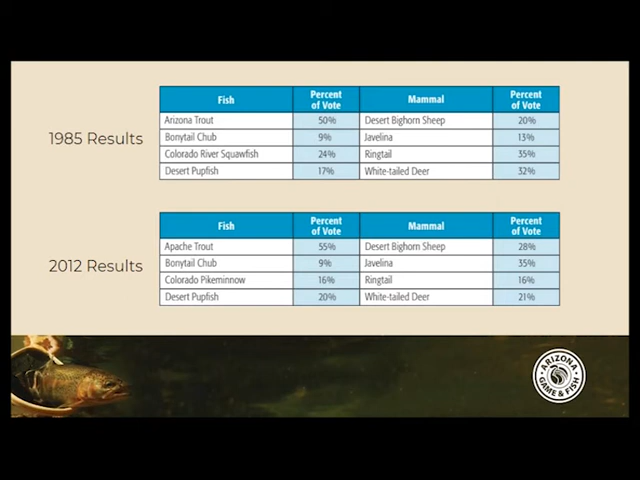 1985 Results
Fish Percent of Vote Mammal Percent of Vote
Arizona Trout 50% Desert Bighorn Sheep 20%
Bonytail Chub 9% Javelina 13%
Colorado River Squawfish 24% Ringtail 35%
Desert Pupfish 17% White-tailed Deer 32%
2012 Results
Fish Percent of Vote Mammal Percent of Vote
Apache Trout 55% Desert Bighorn Sheep 28%
Bonytail Chub 9% Javelina 35%
Colorado Pikeminnow 16% Ringtail 16%
Desert Pupfish 20% White-tailed Deer 21%
ARIZONA
GAME & FISH